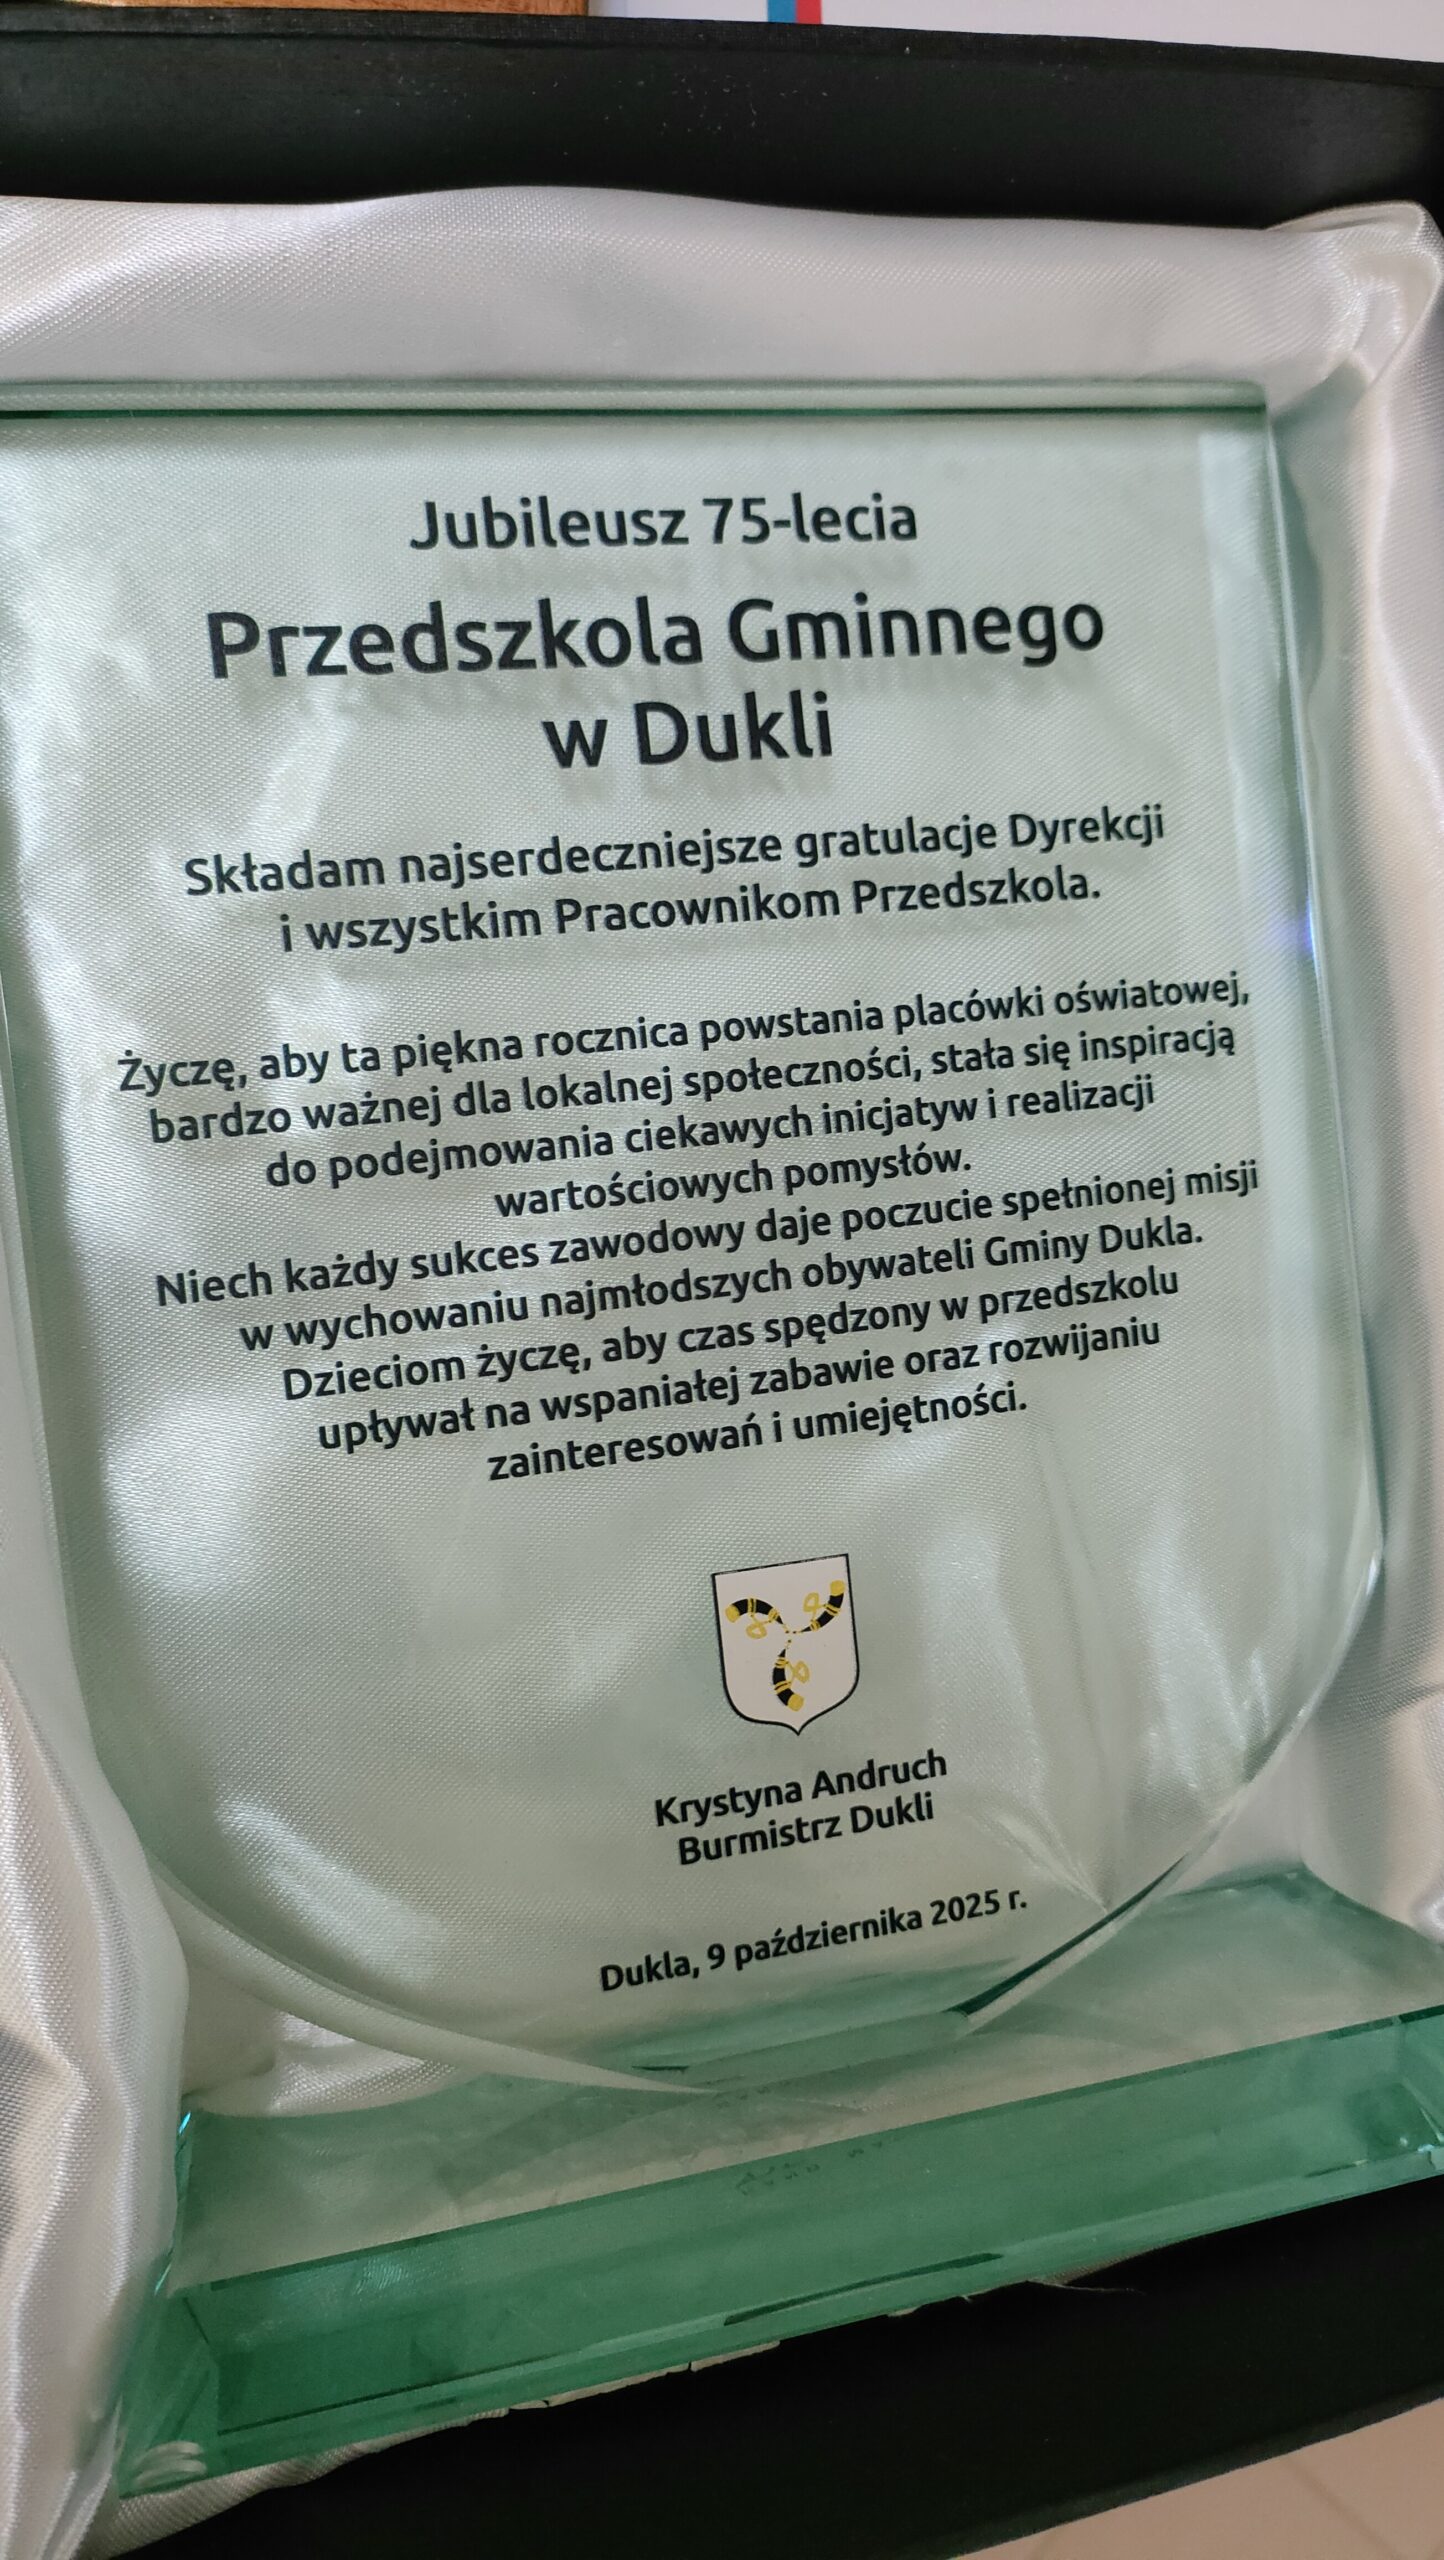 Jubileusz 75-lecia
Przedszkola Gminnego
w Dukli
Składam najserdeczniejsze gratulacje Dyrekcji
i wszystkim Pracownikom Przedszkola.
Życzę, aby ta piękna rocznica powstania placówki oświatowej,
bardzo ważnej dla lokalnej społeczności, stała się inspiracją
do podejmowania ciekawych inicjatyw i realizacji
wartościowych pomysłów.
Niech każdy sukces zawodowy daje poczucie spełnionej misji
w wychowaniu najmłodszych obywateli Gminy Dukla.
Dzieciom życzę, aby czas spędzony w przedszkolu
upływał na wspaniałej zabawie oraz rozwijaniu
zainteresowań i umiejętności.
Krystyna Andruch
Burmistrz Dukli
Dukla, 9 października 2025 r.